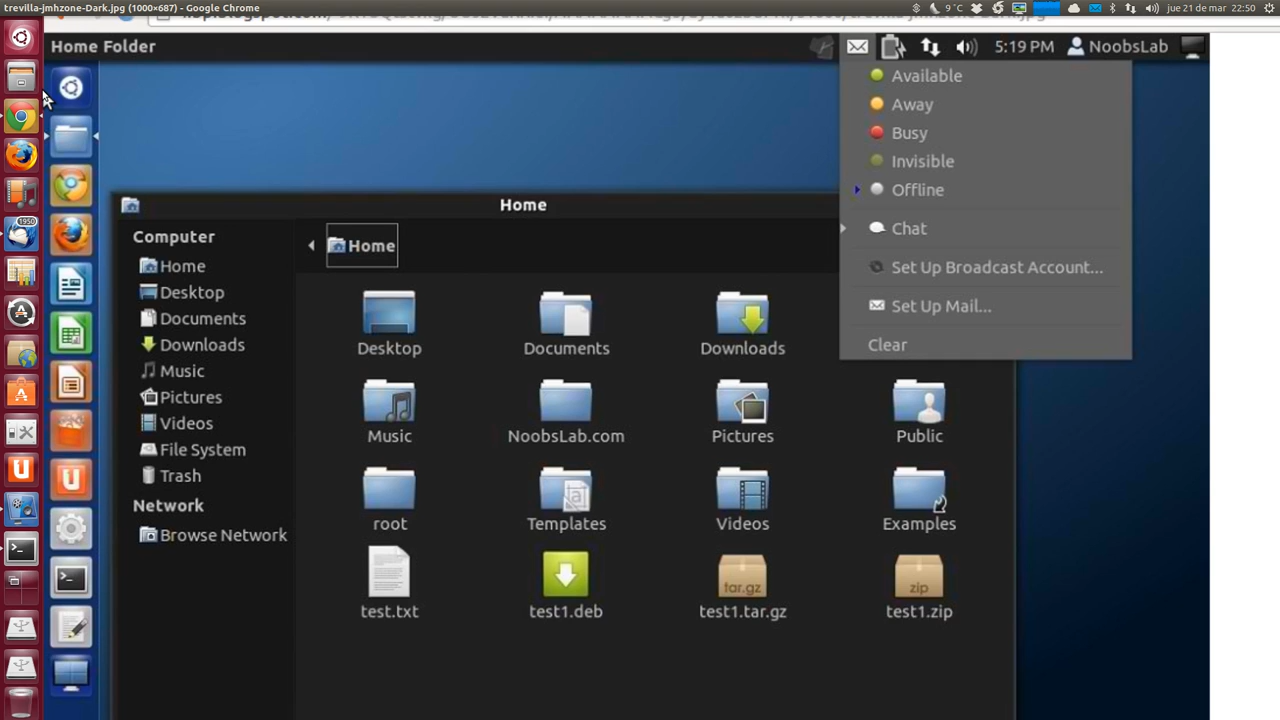 trevilla-jmhzone-Dark.jpg (1000×687) - Google Chrome
9°C
jue 21 de mar 22:50
Home Folder
5:19 PM
NoobsLab
Available
Away
Busy
Invisible
Offline
Chat
Set Up Broadcast Account...
Set Up Mail...
Clear
Home
Computer
Home
Desktop
Documents
Downloads
Music
Pictures
Videos
File System
Trash
Network
Browse Network
Home
Desktop
Documents
Downloads
Music
NoobsLab.com
Pictures
Public
root
Templates
Videos
Examples
test.txt
test1.deb
tar.gz
test1.tar.gz
zip
test1.zip
1950